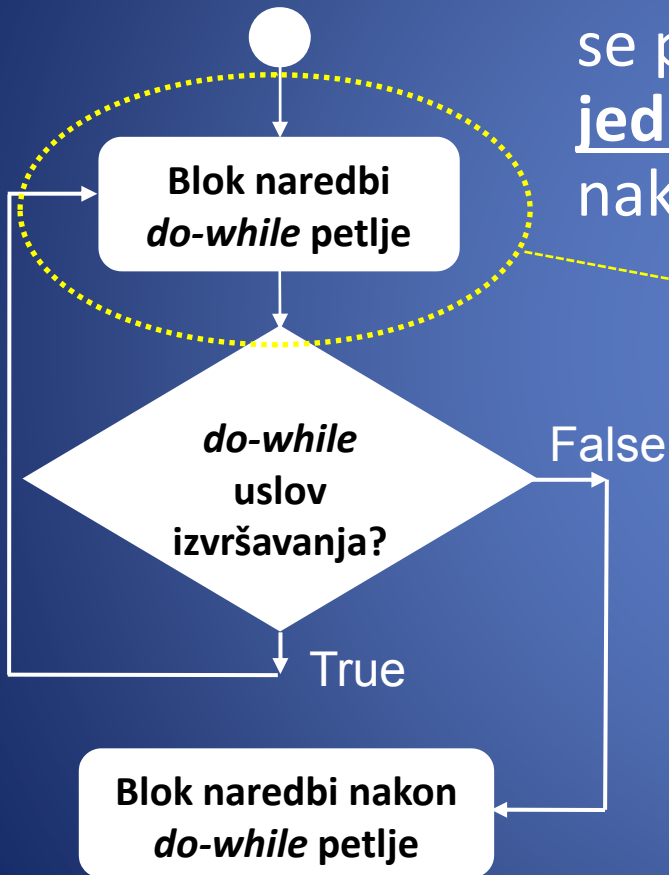 se
jed
nak
Blok naredbi
do-while petlje
do-while
uslov
izvršavanja?
False
True
Blok naredbi nakon
do-while petlje